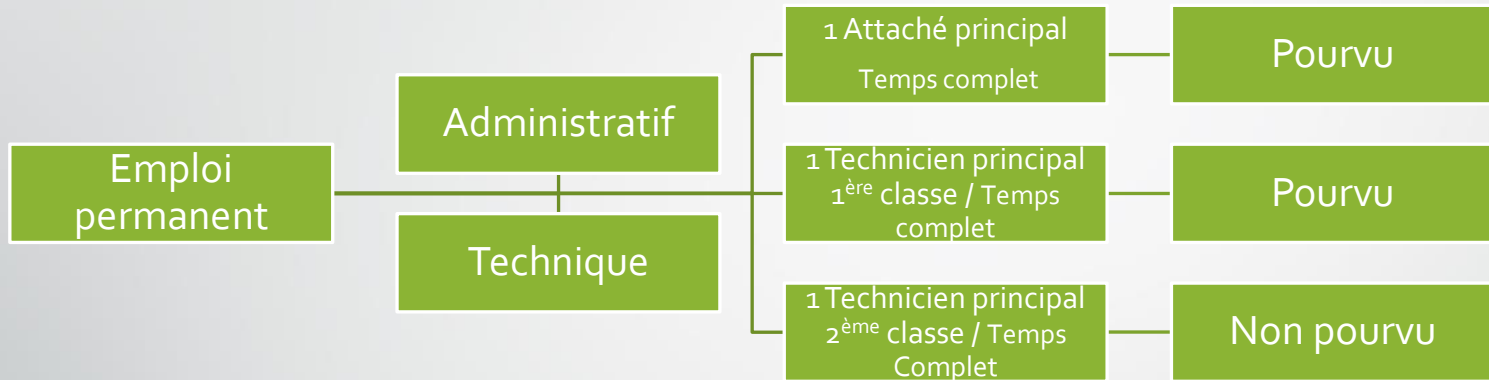 Emploi
permanent
Administratif
Technique
1 Attaché principal
Temps complet
Pourvu
1 Technicien principal
1ère classe / Temps
complet
Pourvu
1 Technicien principal
2ème classe / Temps
Complet
Non pourvu